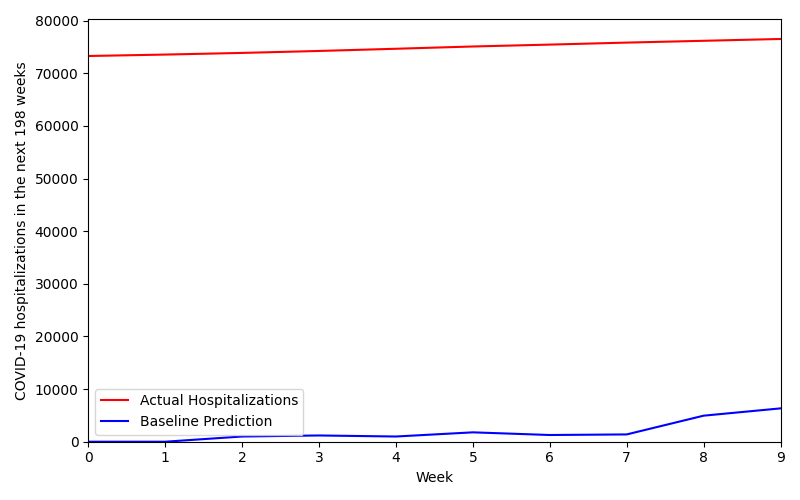 COVID-19 hospitalizations in the next 198 weeks
80000
70000
60000
50000
40000
30000
20000
10000
0
Actual Hospitalizations
Baseline Prediction
0 1 2 3 4 5 6 7 8 9
Week